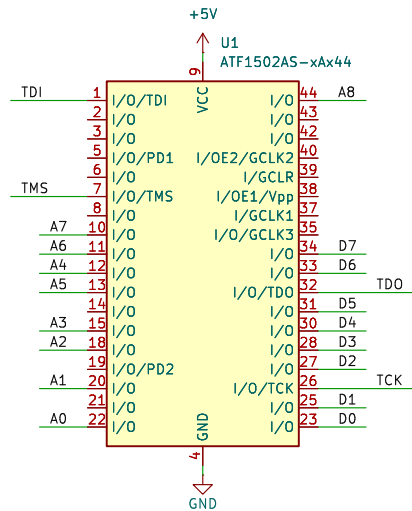 +5V
U1
ATF1502AS-xAx44
9
VCC
TDI 1 I/O/TDI I/O 44 A8
2 I/O I/O 43
3 I/O I/O 42
5 I/O/PD1 I/OE2/GCLK2 40
6 I/O I/GCLR 39
TMS 7 I/O/TMS I/OE1/Vpp 38
8 I/O I/GCLK1 37
A7 10 I/O I/O/GCLK3 35
A6 11 I/O I/O 34 D7
A4 12 I/O I/O 33 D6
A5 13 I/O I/O/TDO 32 TDO
14 I/O I/O 31 D5
A3 15 I/O I/O 30 D4
A2 18 I/O I/O 28 D3
19 I/O/PD2 I/O 27 D2
A1 20 I/O I/O/TCK 26 TCK
21 I/O I/O 25 D1
A0 22 I/O I/O 23 D0
GND
4
GND